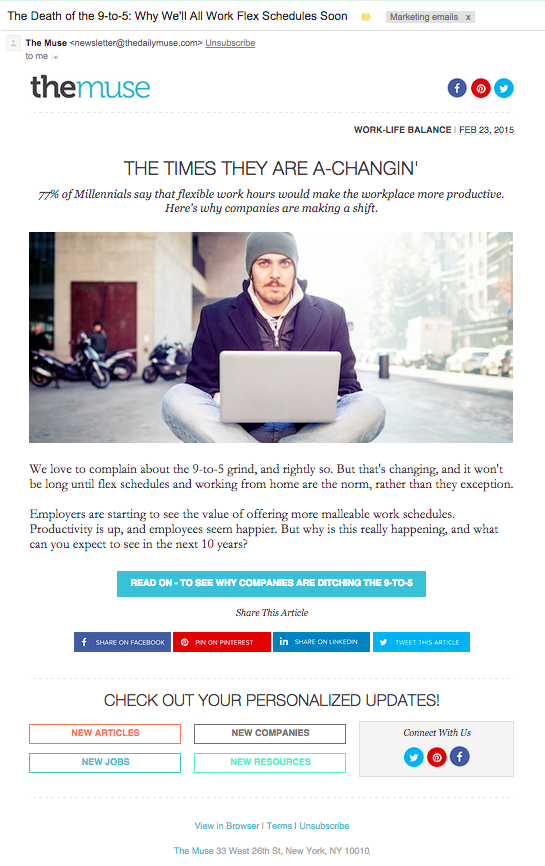 The Death of the 9-to-5: Why We'll All Work Flex Schedules Soon Marketing emails x
The Muse <newsletter@thedailymuse.com> Unsubscribe
to me
themuse
WORK-LIFE BALANCE | FEB 23, 2015
THE TIMES THEY ARE A-CHANGIN'
77% of Millennials say that flexible work hours would make the workplace more productive.
Here's why companies are making a shift.
We love to complain about the 9-to-5 grind, and rightly so. But that's changing, and it won't
be long until flex schedules and working from home are the norm, rather than they exception.
Employers are starting to see the value of offering more malleable work schedules.
Productivity is up, and employees seem happier. But why is this really happening, and what
can you expect to see in the next 10 years?
READ ON - TO SEE WHY COMPANIES ARE DITCHING THE 9-TO-5
Share This Article
SHARE ON FACEBOOK PIN ON PINTEREST SHARE ON LINKEDIN TWEET THIS ARTICLE
CHECK OUT YOUR PERSONALIZED UPDATES!
NEW ARTICLES NEW COMPANIES Connect With Us
NEW JOBS NEW RESOURCES
View in Browser | Terms | Unsubscribe
The Muse 33 West 26th St, New York, NY 10010,